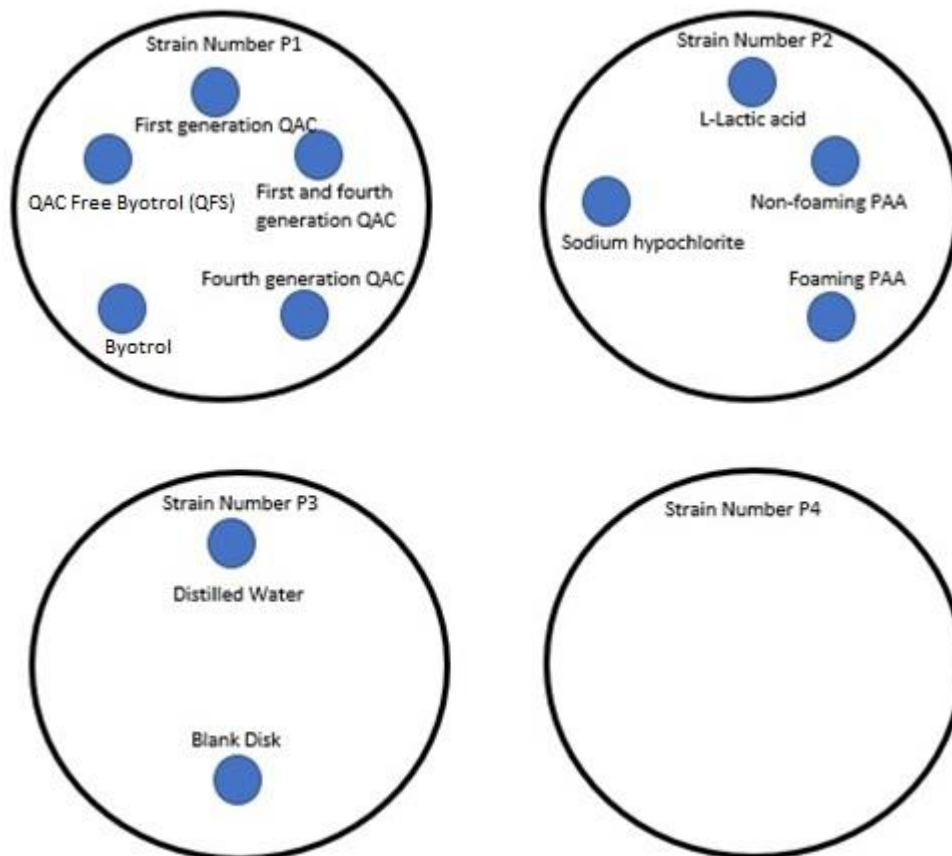 Strain Number P1
First generation QAC
QAC Free Byotrol (QFS)
First and fourth
generation QAC
Fourth generation QAC
Byotrol
Strain Number P2
L-Lactic acid
Non-foaming PAA
Sodium hypochlorite
Foaming PAA
Strain Number P3
Distilled Water
Blank Disk
Strain Number P4